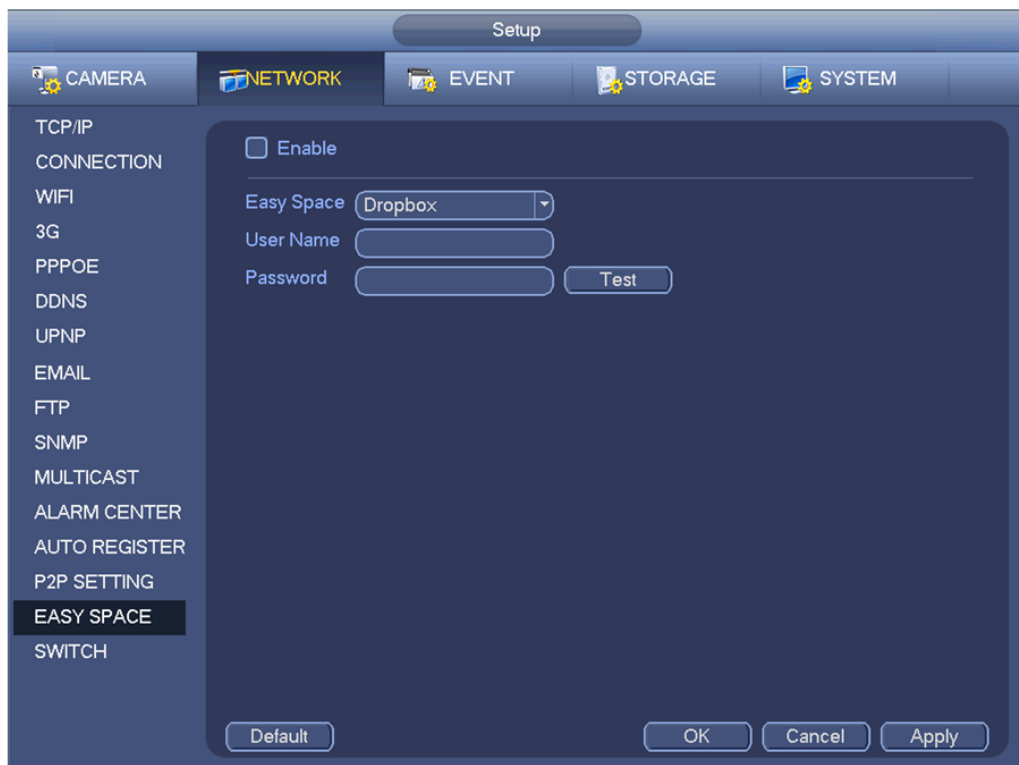 Setup
CAMERA NETWORK EVENT STORAGE SYSTEM
TCP/IP
CONNECTION
WIFI
3G
PPPOE
DDNS
UPNP
EMAIL
FTP
SNMP
MULTICAST
ALARM CENTER
AUTO REGISTER
P2P SETTING
EASY SPACE
SWITCH
Enable
Easy Space Dropbox
User Name
Password Test
Default OK Cancel Apply